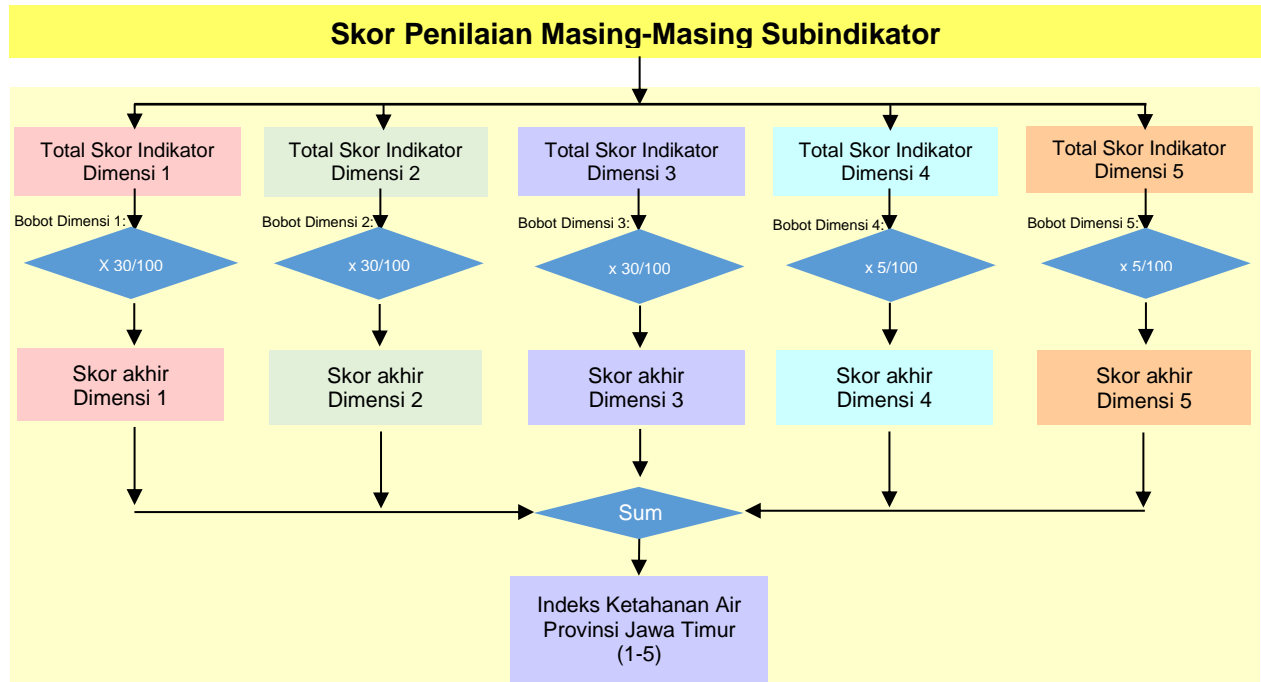 Skor Penilaian Masing-Masing Subindikator
Total Skor Indikator
Dimensi 1
Total Skor Indikator
Dimensi 2
Total Skor Indikator
Dimensi 3
Total Skor Indikator
Dimensi 4
Total Skor Indikator
Dimensi 5
Bobot Dimensi 1:
Bobot Dimensi 2:
Bobot Dimensi 3:
Bobot Dimensi 4:
Bobot Dimensi 5:
X 30/100
x 30/100
x 30/100
x 5/100
x 5/100
Skor akhir
Dimensi 1
Skor akhir
Dimensi 2
Skor akhir
Dimensi 3
Skor akhir
Dimensi 4
Skor akhir
Dimensi 5
Sum
Indeks Ketahanan Air
Provinsi Jawa Timur
(1-5)